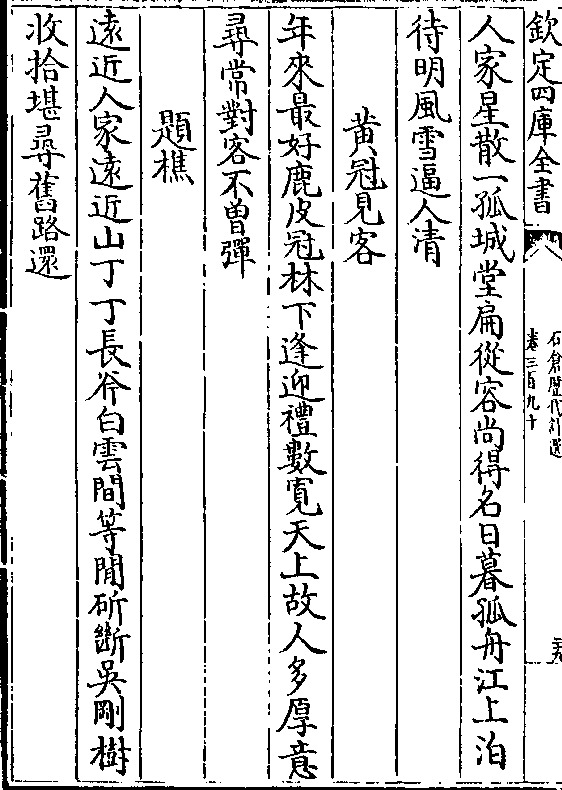 欽定四庫全書
石倉歴代詩選
卷三百九十
人家星散一孤城堂扁從容尚得名日暮孤舟江上泊
待明風雪逼人清
黄冠見客
年來最好鹿皮冠林下逢迎禮數寛天上故人多厚意
尋常對客不曽彈
題樵
遠近人家遠近山丁丁長斧白雲間等閒斫斷吳剛樹
收拾堪尋舊路還